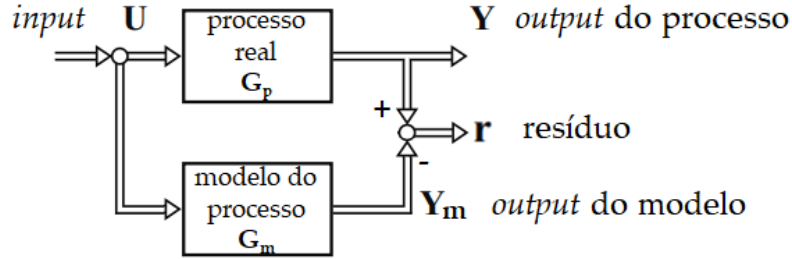 input U
processo
real
Gp
Y output do processo
+
r resíduo
-
modelo do
processo
Gm
Ym output do modelo